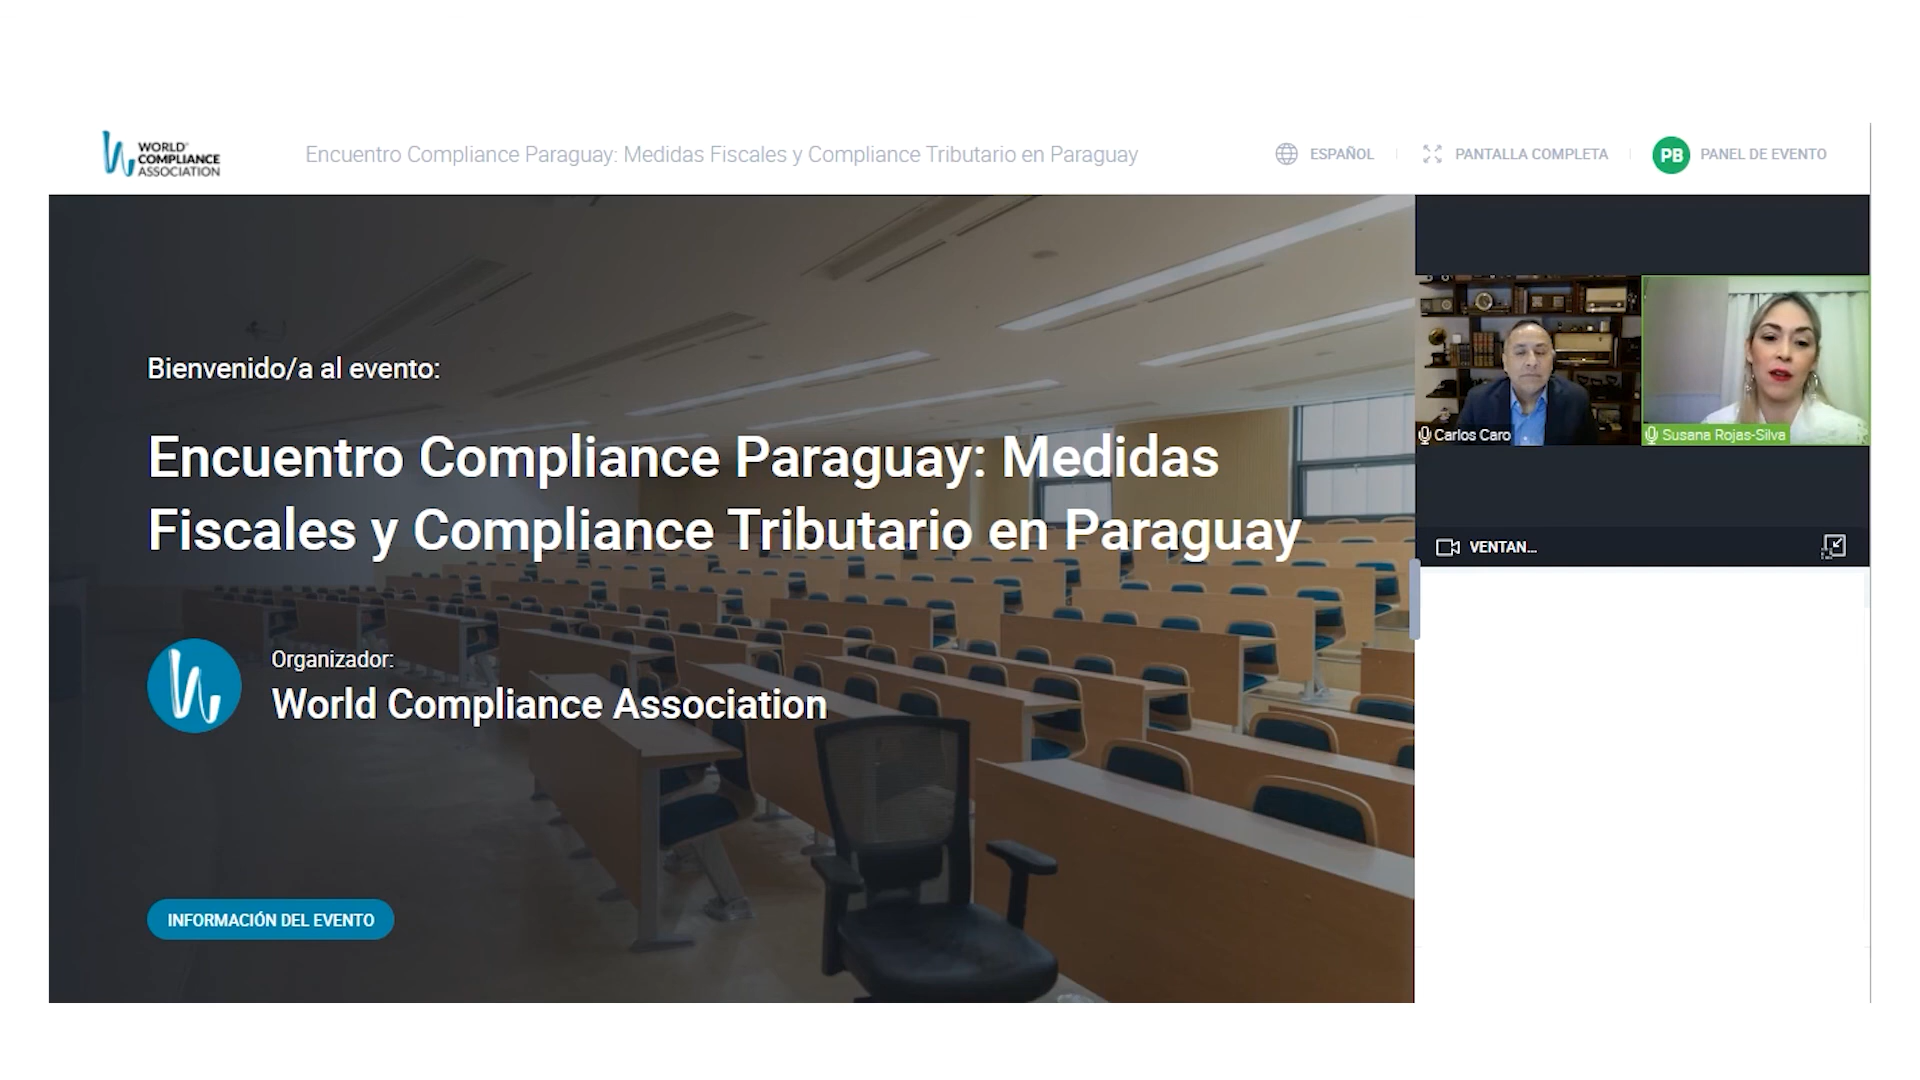 WORLD
COMPLIANCE
ASSOCIATION
Encuentro Compliance Paraguay: Medidas Fiscales y Compliance Tributario en Paraguay
ESPAÑOL
PANTALLA COMPLETA
PB
PANEL DE EVENTO
Bienvenido/a al evento:
Encuentro Compliance Paraguay: Medidas
Fiscales y Compliance Tributario en Paraguay
Organizador:
World Compliance Association
INFORMACIÓN DEL EVENTO
Carlos Caro
Susana Rojas-Silva
VENTAN...